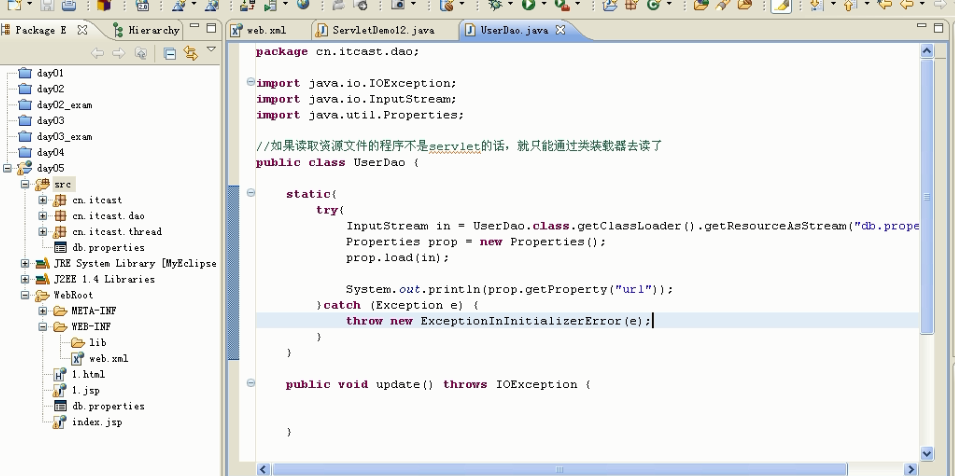 Package E
Hierarchy
day01
day02
day02_exam
day03
day03_exam
day04
day05
src
cn.itcast
cn.itcast.dao
cn.itcast.thread
db.properties
JRE System Library [MyEclipse
J2EE 1.4 Libraries
WebRoot
META-INF
WEB-INF
lib
web.xml
1.html
1.jsp
db.properties
index.jsp
web.xml
ServletDemo12.java
UserDao.java
package cn.itcast.dao;
import java.io.IOException;
import java.io.InputStream;
import java.util.Properties;
//如果读取资源文件的程序不是servlet的话，就只能通过类装载器去读了
public class UserDao {
static{
try{
InputStream in = UserDao.class.getClassLoader().getResourceAsStream("db.prope
Properties prop = new Properties();
prop.load(in);
System.out.println(prop.getProperty("url"));
}catch (Exception e) {
throw new ExceptionInInitializerError(e);
}
}
public void update() throws IOException {
}